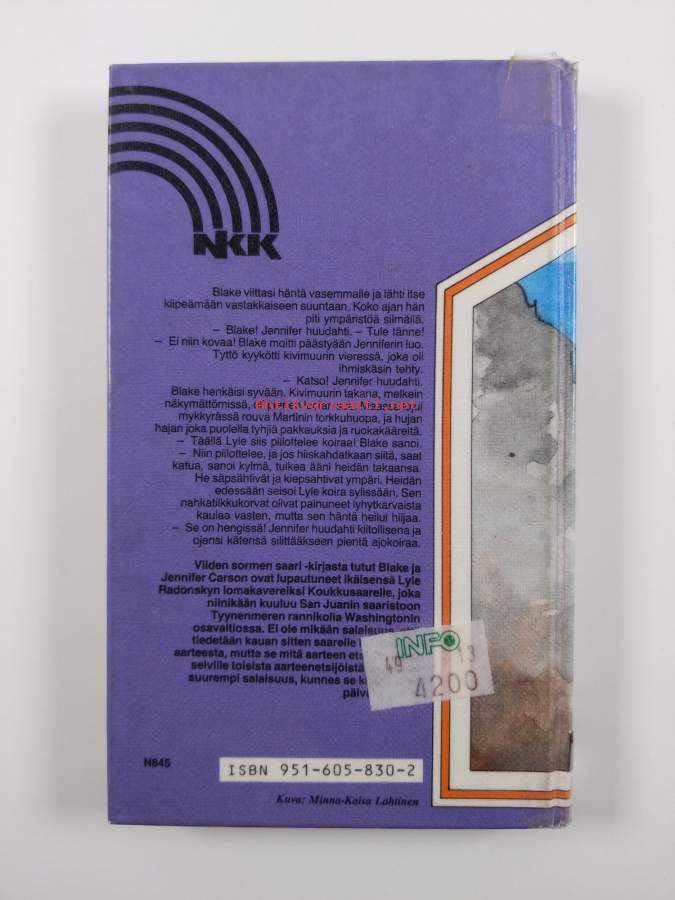 NKK
Blake viittasi häntä vasemmalle ja lähti itse
kiipeämään vastakkaiseen suuntaan. Koko ajan hän
piti ympäristöä silmällä.
– Blake! Jennifer huudahti. – Tule tänne!
– Ei niin kovaa! Blake moitti päästyään Jenniferin luo.
Tyttö kyykötti kivimuurin vieressä, joka oli
ihmiskäsin tehty.
– Katso! Jennifer huudahti.
Blake henkäisi syvään. Kivimuurin takana, melkein
näkymättömissä,
antikvariaatti.net
mykkyrässä rouva Martinin torkkuhuopa, ja hujan
hajan joka puolella tyhjiä pakkauksia ja ruokakääreitä.
– Täällä Lyle siis piilottelee koiraa! Blake sanoi.
– Niin piilottelee, ja jos hiiskahdatkaan siitä, saat
katua, sanoi kylmä, tuikea ääni heidän takaansa.
He säpsähtivät ja kiepsahtivat ympäri. Heidän
edessään seisoi Lyle koira sylissään. Sen
nahkatilkkukorvat olivat painuneet lyhytkarvaista
kaulaa vasten, mutta sen häntä heilui hiljaa.
– Se on hengissä! Jennifer huudahti kiitollisena ja
ojensi kätensä silittääkseen pientä ajokoiraa.
Viiden sormen saari -kirjasta tutut Blake ja
Jennifer Carson ovat lupautuneet ikäisensä Lyle
Radonskyn lomakavereiksi Koukkusaarelle, joka
niinikään kuuluu San Juanin saaristoon
Tyynenmeren rannikolla Washingtonin
osavaltiossa. Ei ole mikään salaisuus,
tiedetään kauan sitten saarelle
aarteesta, mutta se mitä aarteen
selville toisista aarteenetsijöistä
suurempi salaisuus, kunnes se
INFO
49 13
4200
N845
ISBN 951-605-830-2
Kuva: Minna-Kaisa Lahtinen